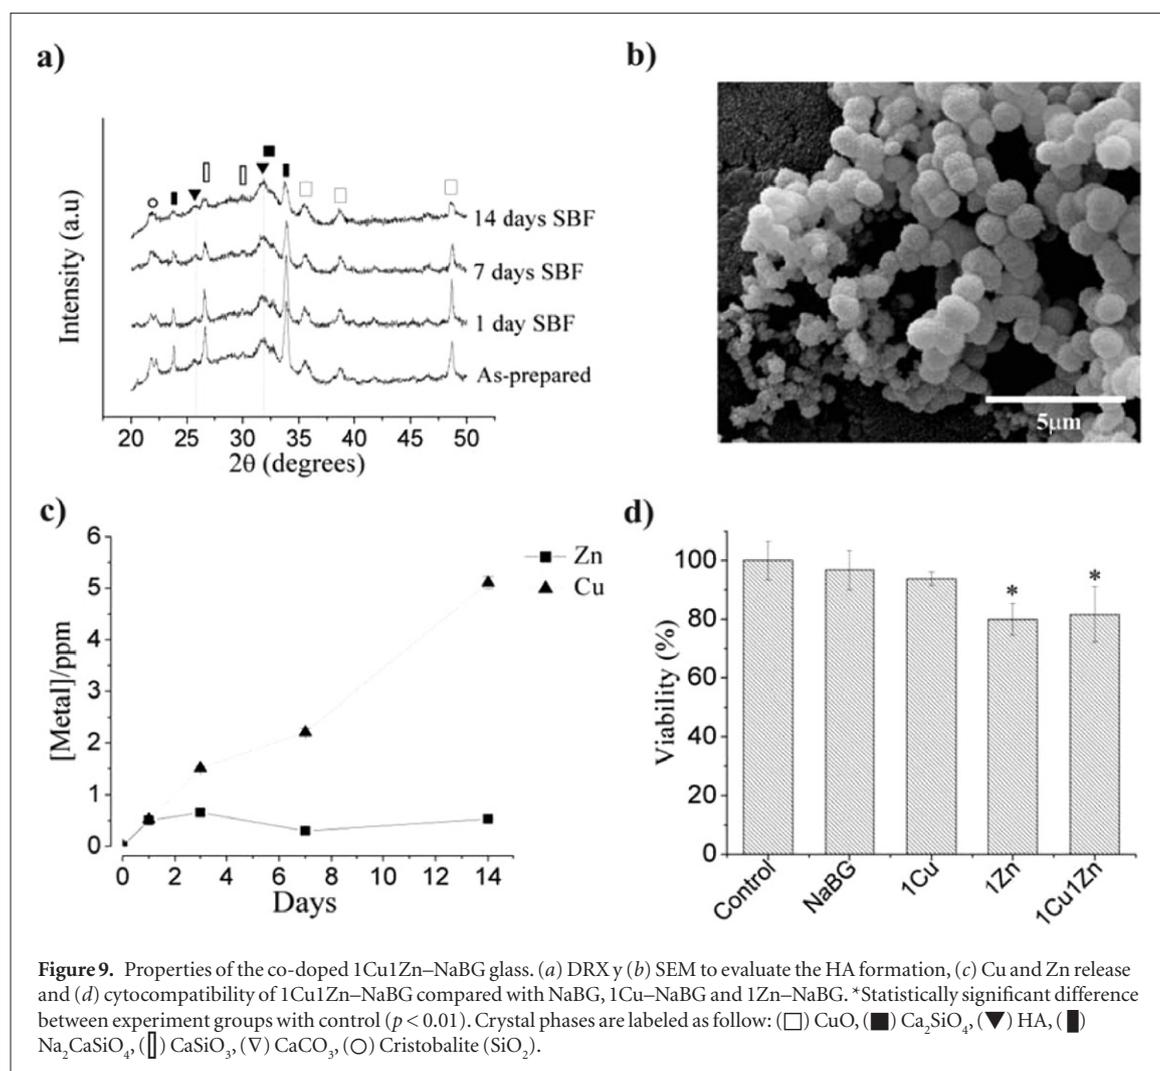 a)
Intensity (a.u)
14 days SBF
7 days SBF
1 day SBF
As-prepared
20 25 30 35 40 45 50
2θ (degrees)
b)
5μm
c)
6
5
4
3
2
1
0
[Metal]/ppm
Zn
Cu
0 2 4 6 8 10 12 14
Days
d)
100
80
60
40
20
0
Viability (%)
* *
Control NaBG 1Cu 1Zn 1Cu1Zn
Figure 9. Properties of the co-doped 1Cu1Zn–NaBG glass. (a) DRX y (b) SEM to evaluate the HA formation, (c) Cu and Zn release
and (d) cytocompatibility of 1Cu1Zn–NaBG compared with NaBG, 1Cu–NaBG and 1Zn–NaBG. *Statistically significant difference
between experiment groups with control (p < 0.01). Crystal phases are labeled as follow: (□) CuO, (■) Ca₂SiO₄, (▼) HA, (▮)
Na₂CaSiO₄, (▯) CaSiO₃, (∇) CaCO₃, (○) Cristobalite (SiO₂).